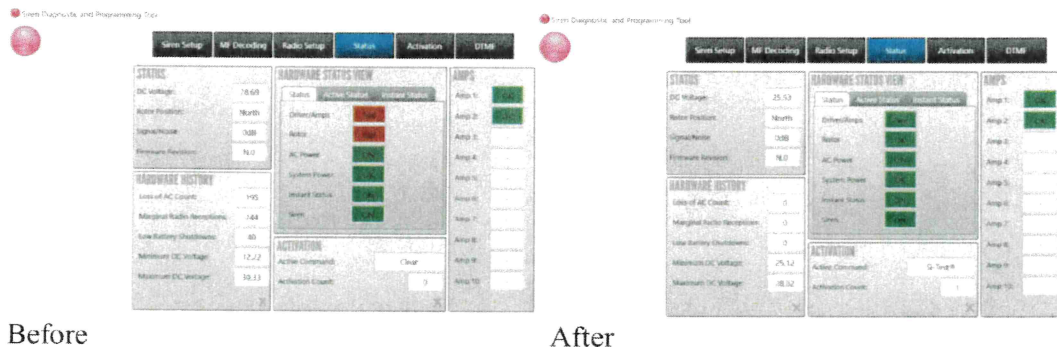 Siren Diagnostic and Programming Tool
Siren Setup MF Decoding Radio Setup Status Activation DTMF
STATUS
DC Voltage:
Rotor Position: North
Signal/Noise: 0dB
Firmware Revision: N.0
HARDWARE HISTORY
Loss of AC Count:
Marginal Radio Receptions:
Low Battery Shutdowns:
Minimum DC Voltage:
Maximum DC Voltage:
HARDWARE STATUS VIEW
Status Active Status Instant Status
Driver/Amps
Rotor
AC Power
System Power
Instant Status
Siren
ACTIVATION
Active Command: Clear
Activation Count: 0
AMPS
Amp 1:
Amp 2:
Amp 3:
Amp 4:
Amp 5:
Amp 6:
Amp 7:
Amp 8:
Amp 9:
Amp 10:
Before
Siren Diagnostic and Programming Tool
Siren Setup MF Decoding Radio Setup Status Activation DTMF
STATUS
DC Voltage: 25.53
Rotor Position: North
Signal/Noise: 0dB
Firmware Revision: N.0
HARDWARE HISTORY
Loss of AC Count: 0
Marginal Radio Receptions: 0
Low Battery Shutdowns: 0
Maximum DC Voltage:
HARDWARE STATUS VIEW
Status Active Status Instant Status
Driver/Amps
Rotor
AC Power
System Power
Instant Status
Siren
ACTIVATION
Active Command:
Activation Count: 1
AMPS
Amp 1:
Amp 2:
Amp 3:
Amp 4:
Amp 5:
Amp 6:
Amp 7:
Amp 8:
Amp 9:
Amp 10:
After